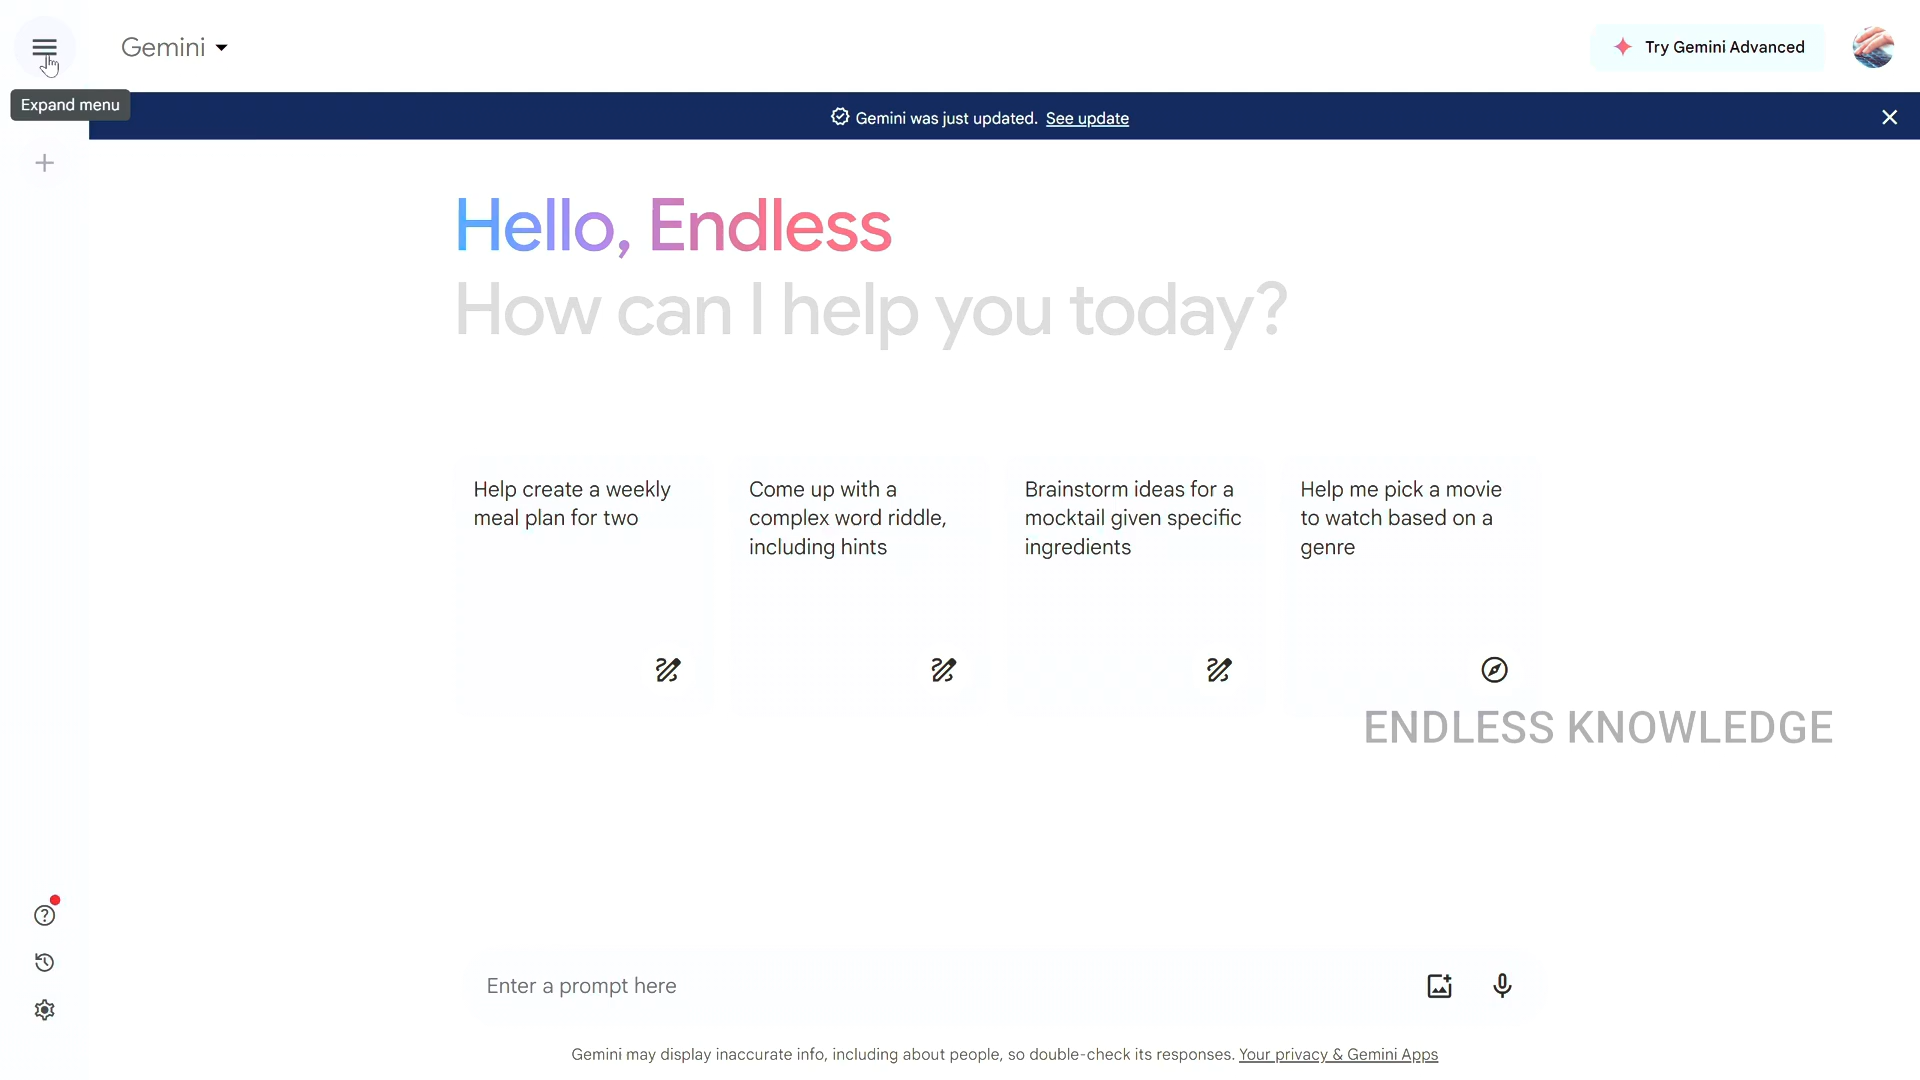 Gemini
Try Gemini Advanced
Expand menu
Gemini was just updated. See update
Hello, Endless
How can I help you today?
Help create a weekly
meal plan for two
Come up with a
complex word riddle,
including hints
Brainstorm ideas for a
mocktail given specific
ingredients
Help me pick a movie
to watch based on a
genre
ENDLESS KNOWLEDGE
Enter a prompt here
Gemini may display inaccurate info, including about people, so double-check its responses. Your privacy & Gemini Apps